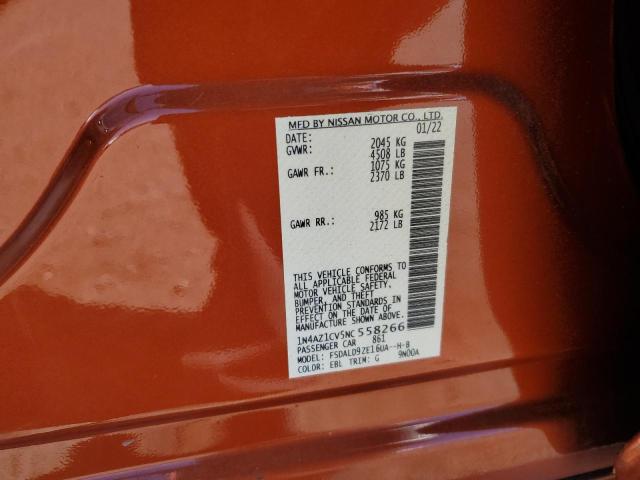 MFD BY NISSAN MOTOR CO., LTD.
DATE: 01/22
GVWR: 2045 KG
4508 LB
GAWR FR.: 1075 KG
2370 LB
GAWR RR.: 985 KG
2172 LB
THIS VEHICLE CONFORMS TO
ALL APPLICABLE FEDERAL
MOTOR VEHICLE SAFETY,
BUMPER, AND THEFT
PREVENTION STANDARDS IN
EFFECT ON THE DATE OF
MANUFACTURE SHOWN ABOVE.
1N4AZ1CV5NC558266
PASSENGER CAR 861
MODEL: FSDALD9ZE16UA--H-B
COLOR: EBL TRIM: G 9N00A